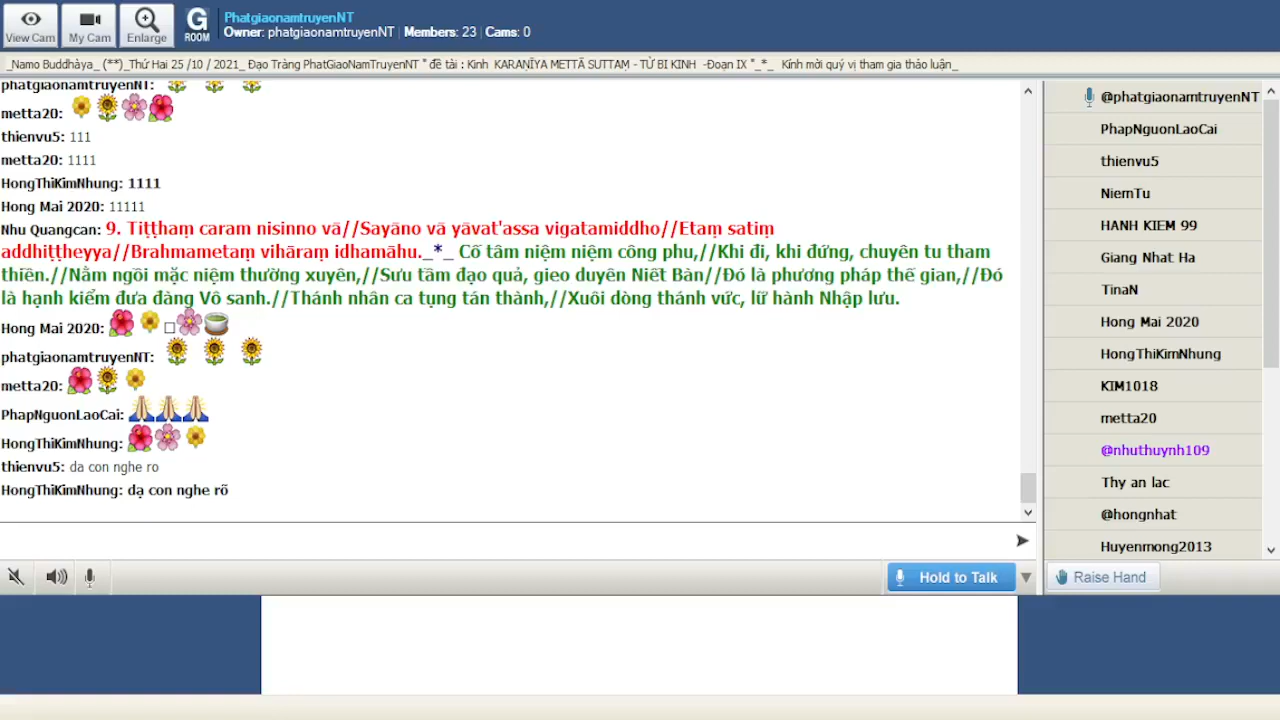 View Cam
My Cam
Enlarge
G
ROOM
PhatgiaonamtruyenNT
Owner: phatgiaonamtruyenNT | Members: 23 | Cams: 0
_Namo Buddhàya_ (**)_Thứ Hai 25 /10 / 2021_ Đạo Tràng PhatGiaoNamTruyenNT " đề tài : Kinh KARAṆĪYA METTĀ SUTTAṂ - TỪ BI KINH -Đoạn IX "_*_ Kính mời quý vị tham gia thảo luận_
phatgiaonamtruyenNT:
metta20:
thienvu5: 111
metta20: 1111
HongThiKimNhung: 1111
Hong Mai 2020: 11111
Nhu Quangcan: 9. Tiṭṭhaṃ caram nisinno vā//Sayāno vā yāvat'assa vigatamiddho//Etaṃ satiṃ
addhiṭṭheyya//Brahmametaṃ vihāraṃ idhamāhu._*_ Cố tâm niệm niệm công phu,//Khi đi, khi đứng, chuyên tu tham
thiền.//Nằm ngồi mặc niệm thường xuyên,//Sưu tầm đạo quả, gieo duyên Niết Bàn//Đó là phương pháp thế gian,//Đó
là hạnh kiểm đưa đàng Vô sanh.//Thánh nhân ca tụng tán thành,//Xuôi dòng thánh vức, lữ hành Nhập lưu.
Hong Mai 2020:
phatgiaonamtruyenNT:
metta20:
PhapNguonLaoCai:
HongThiKimNhung:
thienvu5: da con nghe ro
HongThiKimNhung: dạ con nghe rõ
@phatgiaonamtruyenNT
PhapNguonLaoCai
thienvu5
NiemTu
HANH KIEM 99
Giang Nhat Ha
TinaN
Hong Mai 2020
HongThiKimNhung
KIM1018
metta20
@nhuthuynh109
Thy an lac
@hongnhat
Huyenmong2013
Hold to Talk
Raise Hand